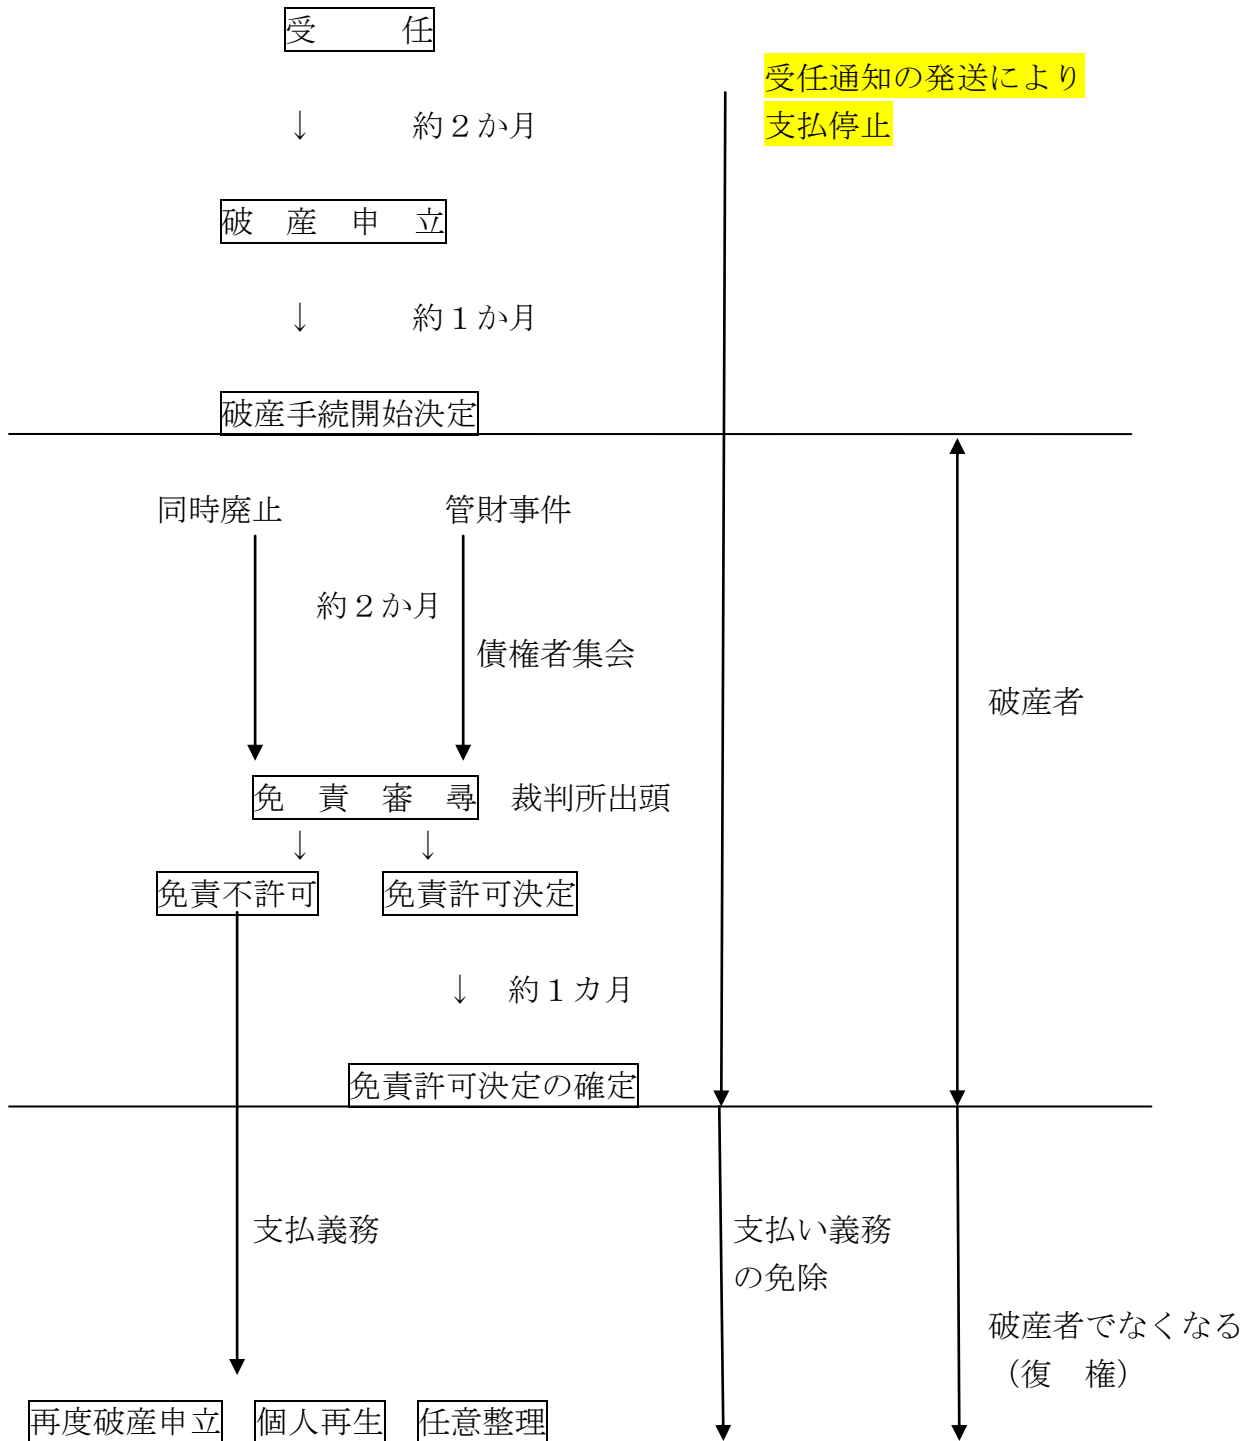 受　　任
受任通知の発送により
支払停止
↓　約２か月
破　産　申　立
↓　約１か月
破産手続開始決定
同時廃止　管財事件
約２か月
債権者集会
破産者
免　責　審　尋　裁判所出頭
↓　↓
免責不許可　免責許可決定
↓　約１カ月
免責許可決定の確定
支払義務
支払い義務
の免除
破産者でなくなる
（復　権）
再度破産申立　個人再生　任意整理